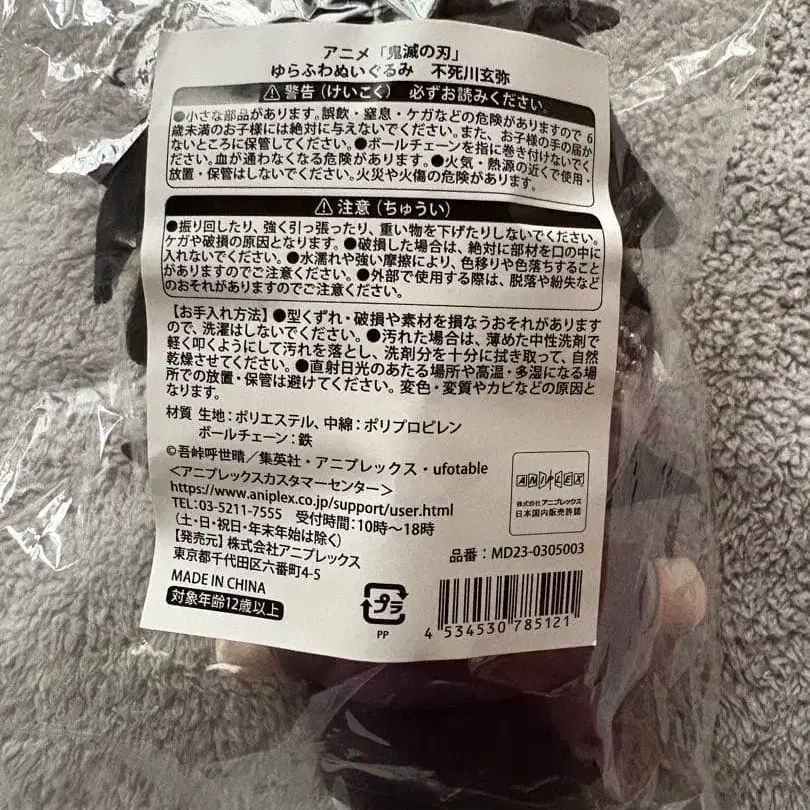 アニメ「鬼滅の刃」
ゆらふわぬいぐるみ 不死川玄弥
⚠警告(けいこく) 必ずお読みください。
●小さな部品があります。誤飲・窒息・ケガなどの危険がありますので6
歳未満のお子様には絶対に与えないでください。また、お子様の手の届か
ないところに保管してください。●ボールチェーンを指に巻き付けないでく
ださい。血が通わなくなる危険があります。●火気・熱源の近くで使用・
放置・保管はしないでください。火災や火傷の危険があります。
⚠注意(ちゅうい)
●振り回したり、強く引っ張ったり、重い物を下げたりしないでください。
ケガや破損の原因となります。●破損した場合は、絶対に部材を口の中に
入れないでください。●水濡れや強い摩擦により、色移りや色落ちすること
がありますのでご注意ください。●外部で使用する際は、脱落や紛失など
のおそれがありますのでご注意ください。
【お手入れ方法】●型くずれ・破損や素材を損なうおそれがあります
ので、洗濯はしないでください。●汚れた場合は、薄めた中性洗剤で
軽く叩くようにして汚れを落とし、洗剤分を十分に拭き取って、自然
乾燥させてください。●直射日光のあたる場所や高温・多湿になる場
所での放置・保管は避けてください。変色・変質やカビなどの原因と
なります。
材質 生地:ポリエステル、中綿:ポリプロピレン
ボールチェーン:鉄
©吾峠呼世晴/集英社・アニプレックス・ufotable
<アニプレックスカスタマーセンター>
https://www.aniplex.co.jp/support/user.html
TEL:03-5211-7555 受付時間:10時~18時
(土・日・祝日・年末年始は除く)
【発売元】株式会社アニプレックス
東京都千代田区六番町4-5
MADE IN CHINA
対象年齢12歳以上
ANIPLEX
株式会社アニプレックス
日本国内販売許諾
品番:MD23-0305003
プラ
PP
4 534530 785121